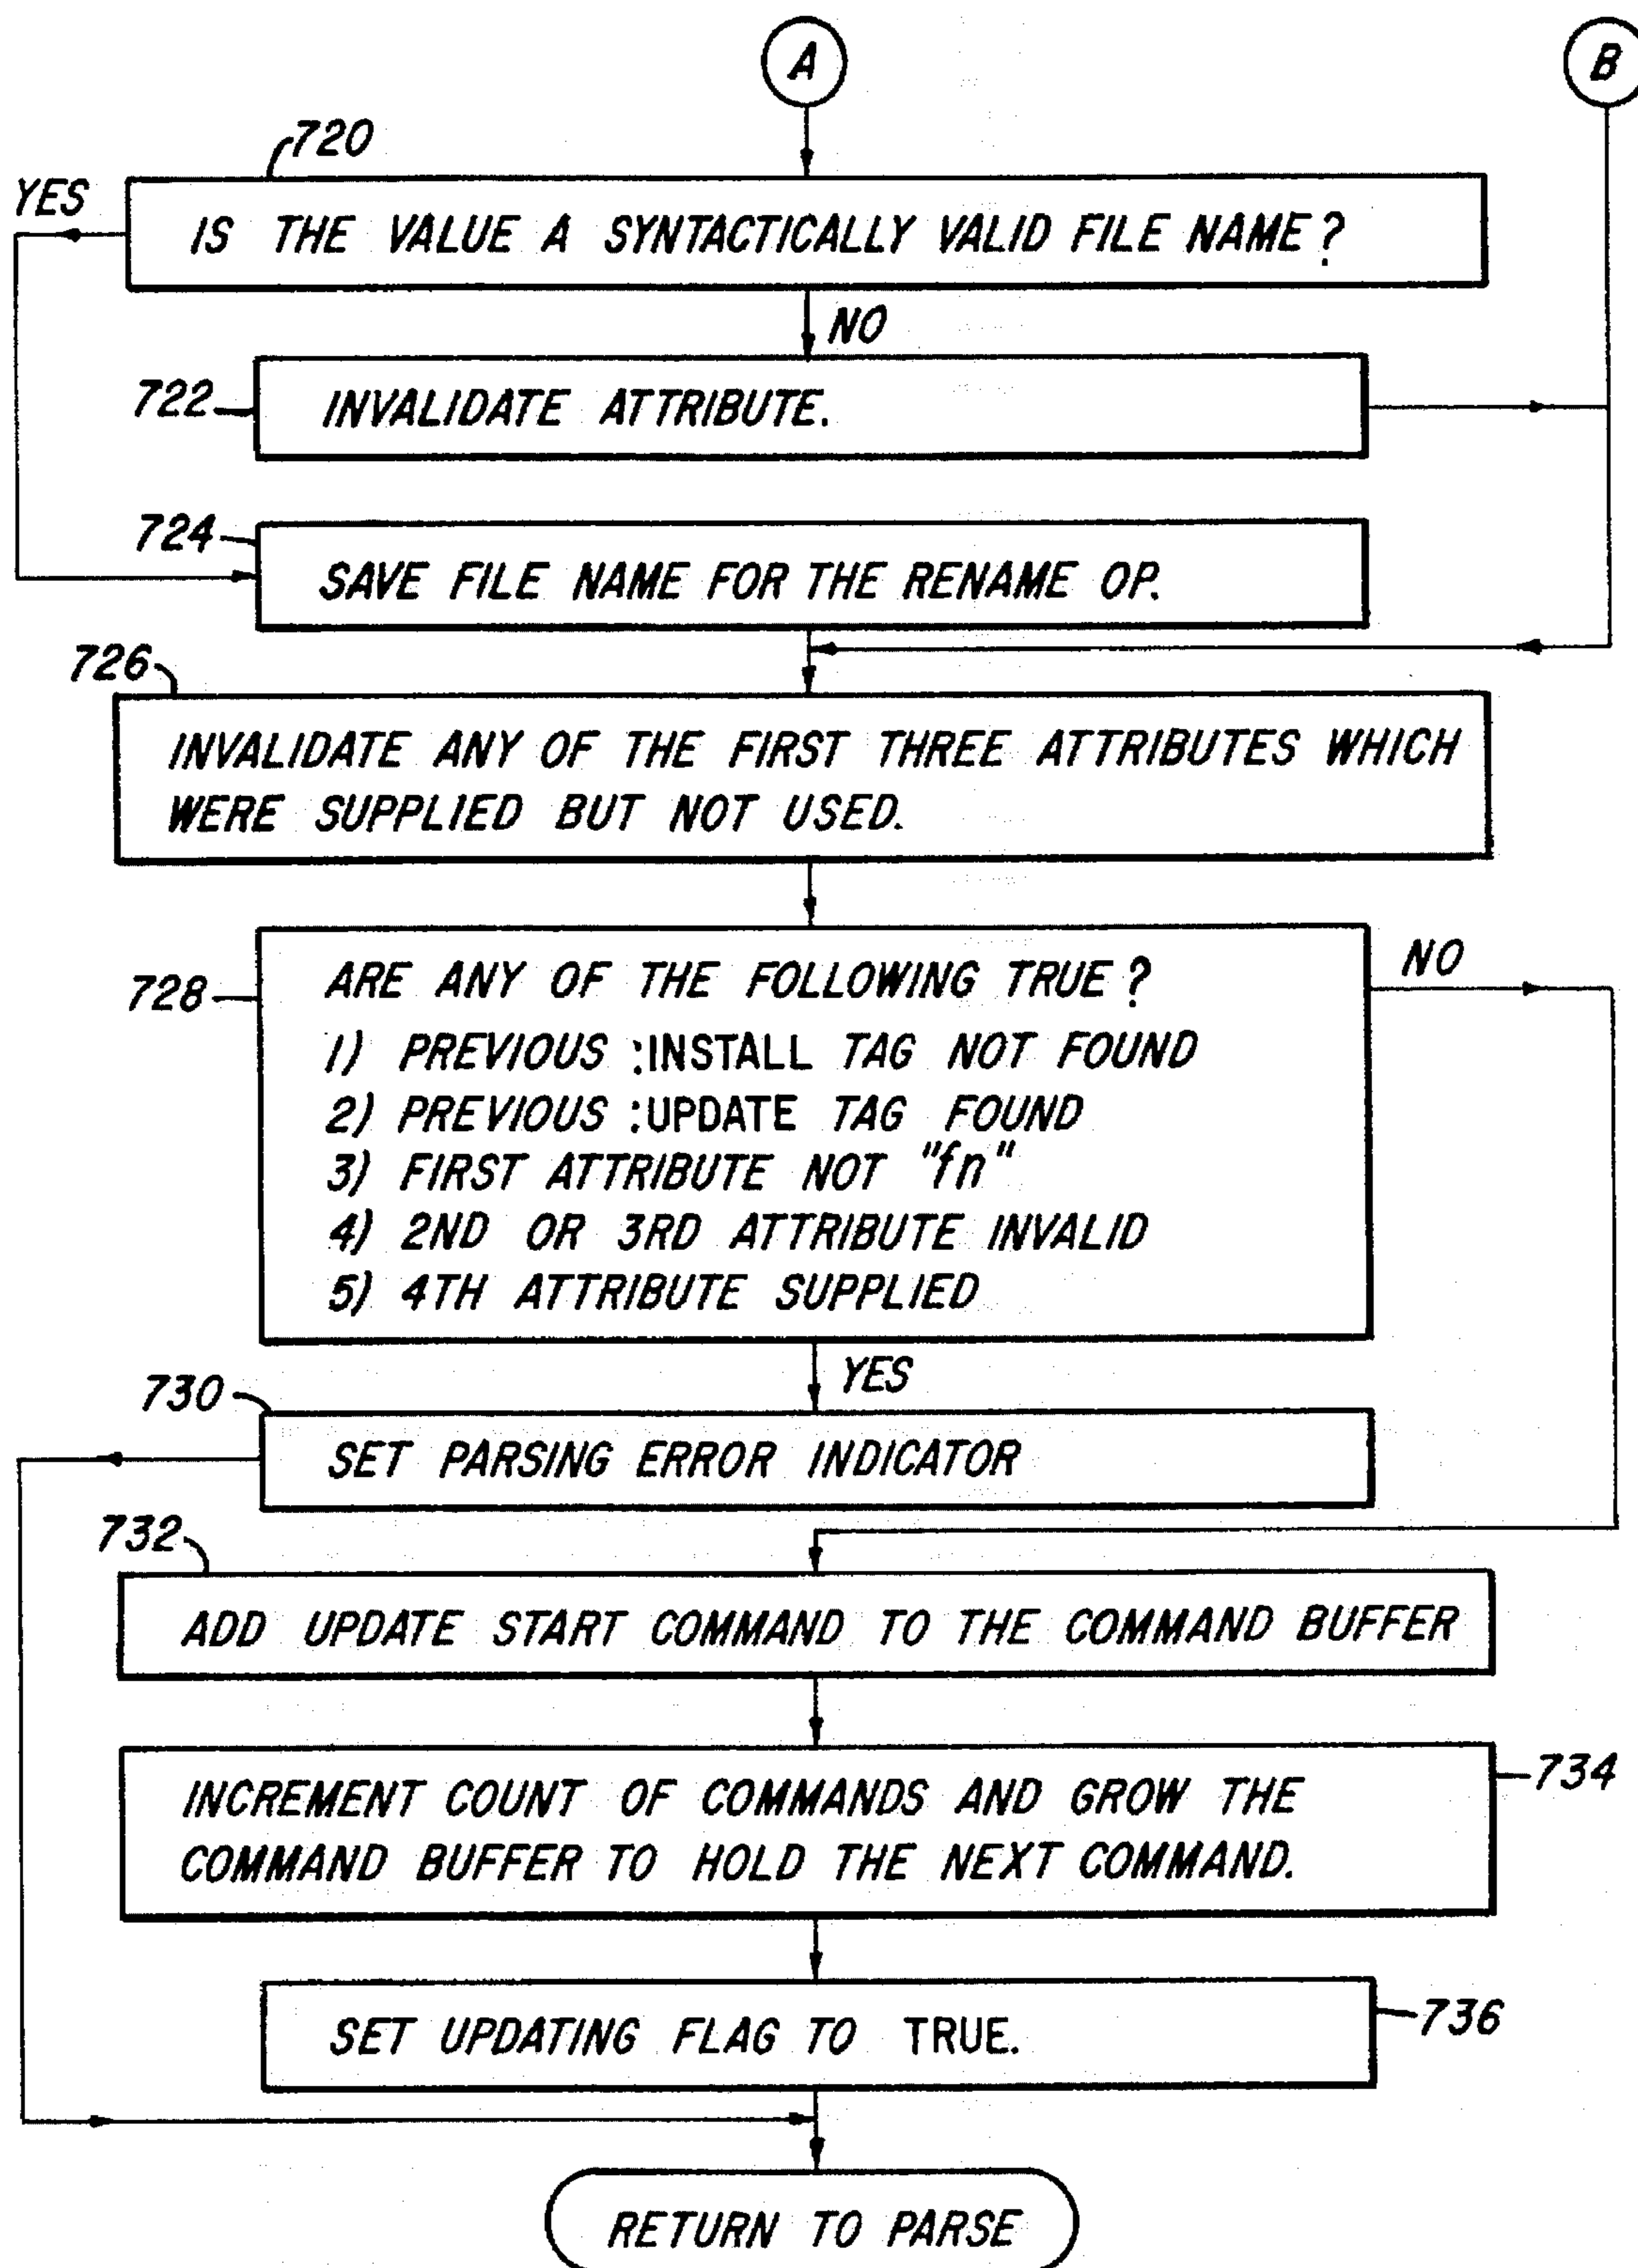 A
B
720
YES
IS THE VALUE A SYNTACTICALLY VALID FILE NAME?
NO
722
INVALIDATE ATTRIBUTE.
724
SAVE FILE NAME FOR THE RENAME OP.
726
INVALIDATE ANY OF THE FIRST THREE ATTRIBUTES WHICH
WERE SUPPLIED BUT NOT USED.
728
ARE ANY OF THE FOLLOWING TRUE?
NO
1) PREVIOUS :INSTALL TAG NOT FOUND
2) PREVIOUS :UPDATE TAG FOUND
3) FIRST ATTRIBUTE NOT "fn"
4) 2ND OR 3RD ATTRIBUTE INVALID
5) 4TH ATTRIBUTE SUPPLIED
YES
730
SET PARSING ERROR INDICATOR
732
ADD UPDATE START COMMAND TO THE COMMAND BUFFER
734
INCREMENT COUNT OF COMMANDS AND GROW THE
COMMAND BUFFER TO HOLD THE NEXT COMMAND.
736
SET UPDATING FLAG TO TRUE.
RETURN TO PARSE